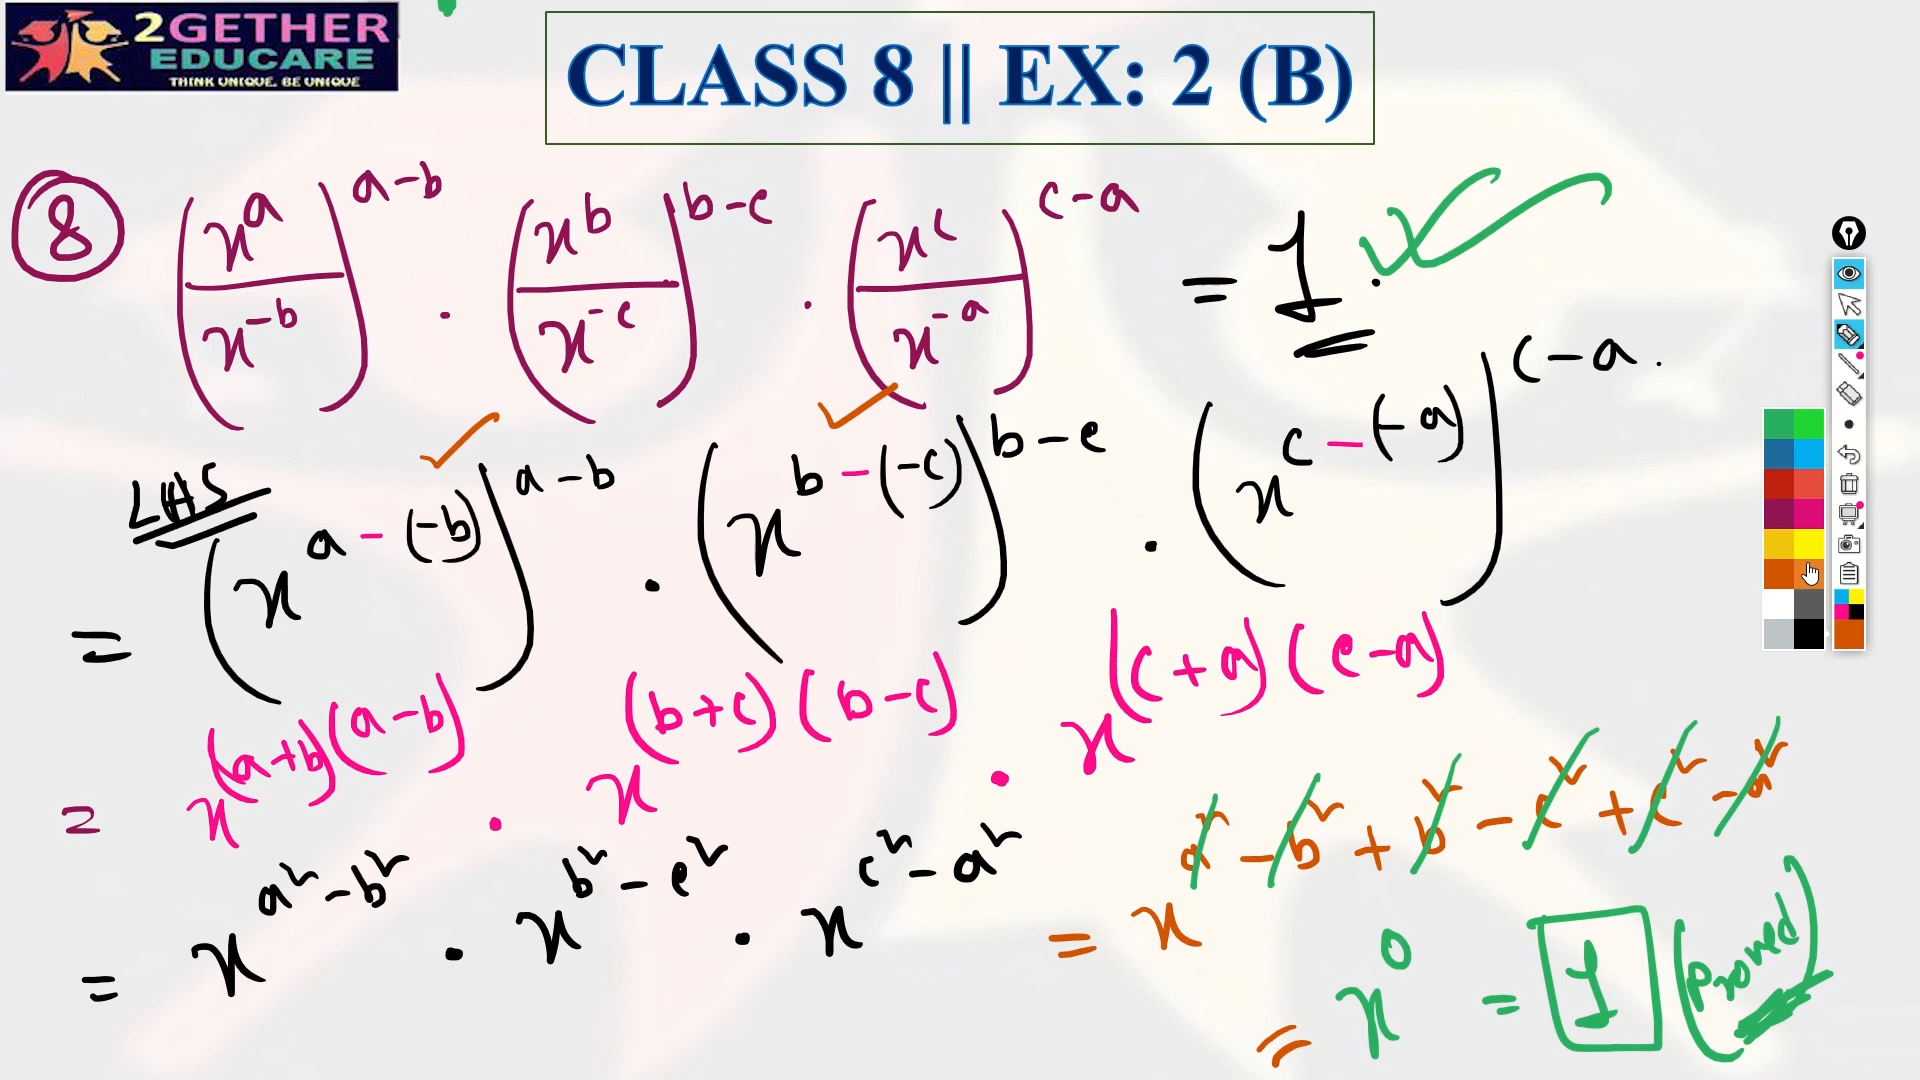 2GETHER
EDUCARE
THINK UNIQUE. BE UNIQUE
CLASS 8 || EX: 2 (B)
8 (x^a / x^-b)^a-b . (x^b / x^-c)^b-c . (x^c / x^-a)^c-a = 1.
LHS
= (x^a-(-b))^a-b . (x^b-(-c))^b-c . (x^c-(-a))^c-a.
= x^(a+b)(a-b) . x^(b+c)(b-c) . x^(c+a)(c-a)
= x^a²-b² . x^b²-c² . x^c²-a² = x^a²-b²+b²-c²+c²-a²
= x^0 = 1 (Proved)